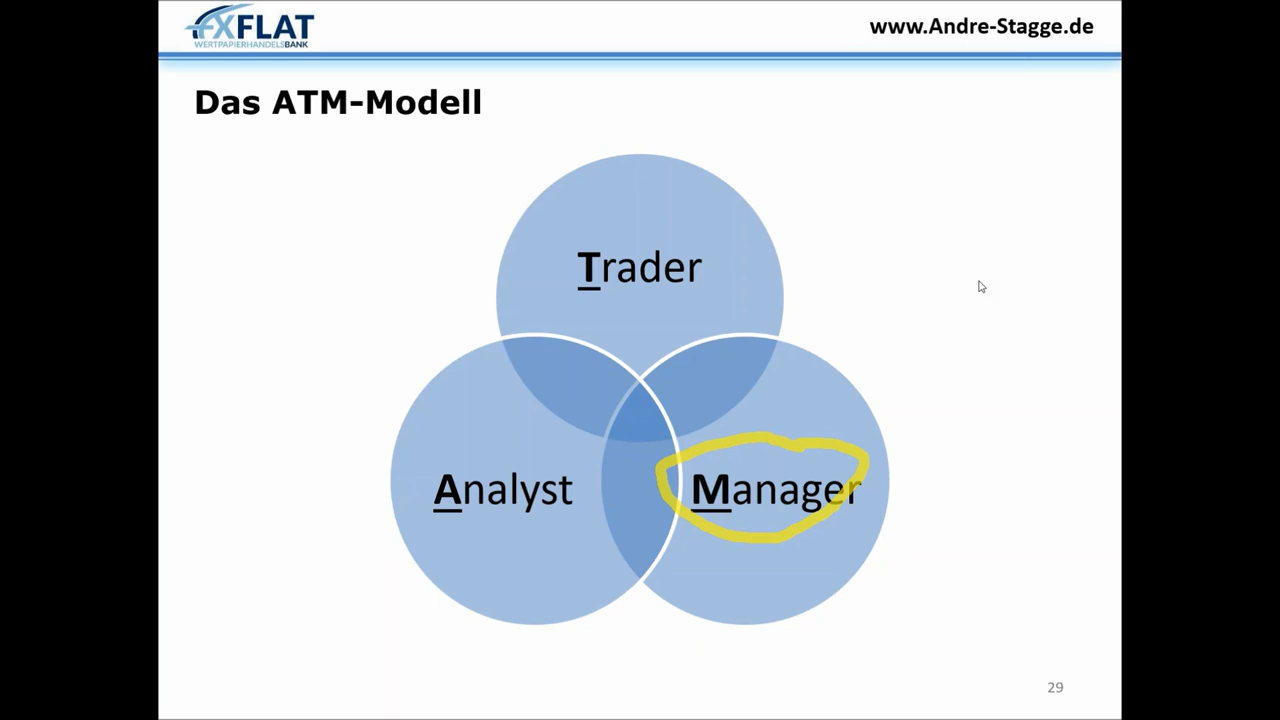 FXFLAT
WERTPAPIERHANDELSBANK
www.Andre-Stagge.de
Das ATM-Modell
Trader
Analyst
Manager
29